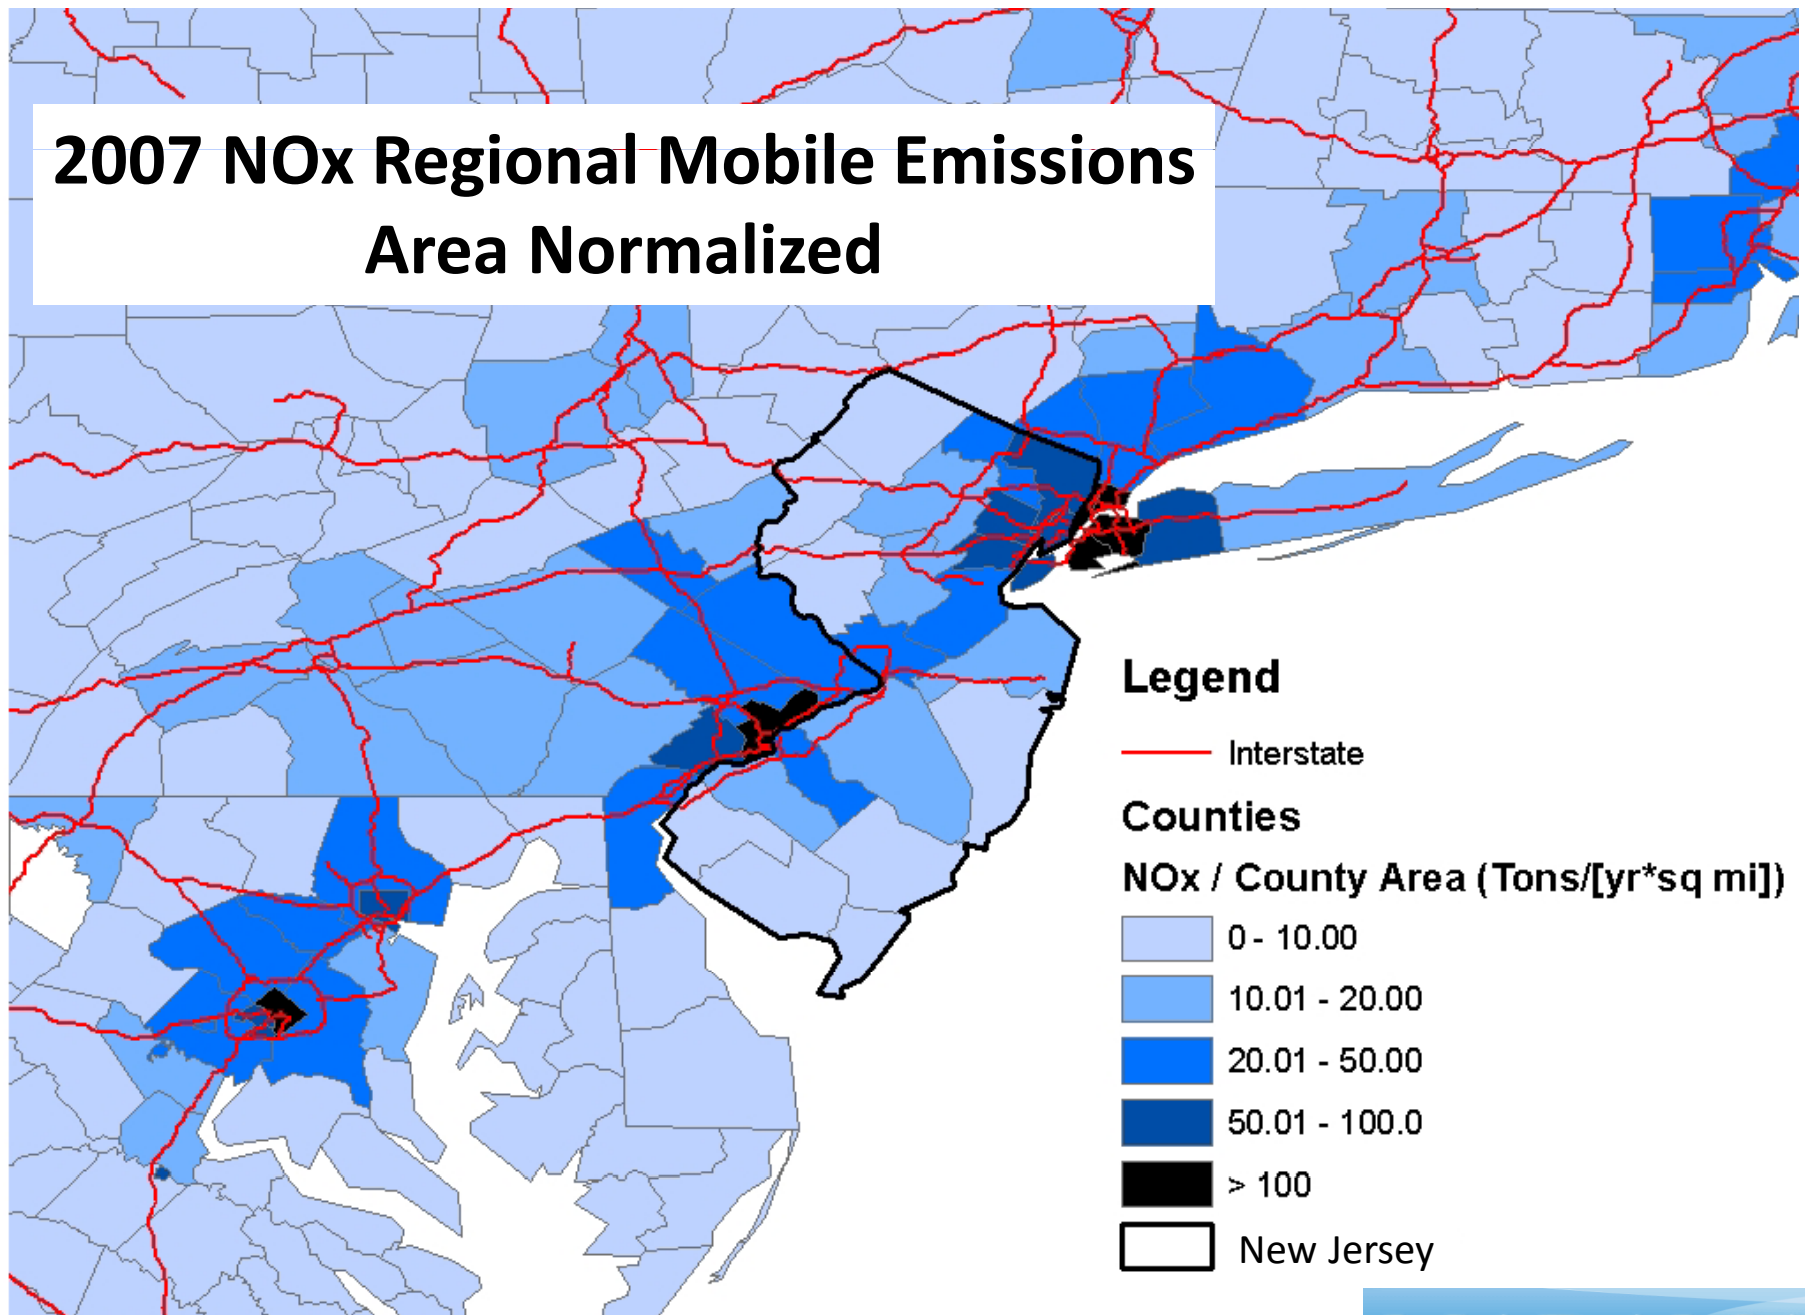 2007 NOx Regional Mobile Emissions
Area Normalized
Legend
Interstate
Counties
NOx / County Area (Tons/[yr*sq mi])
0 - 10.00
10.01 - 20.00
20.01 - 50.00
50.01 - 100.0
> 100
New Jersey